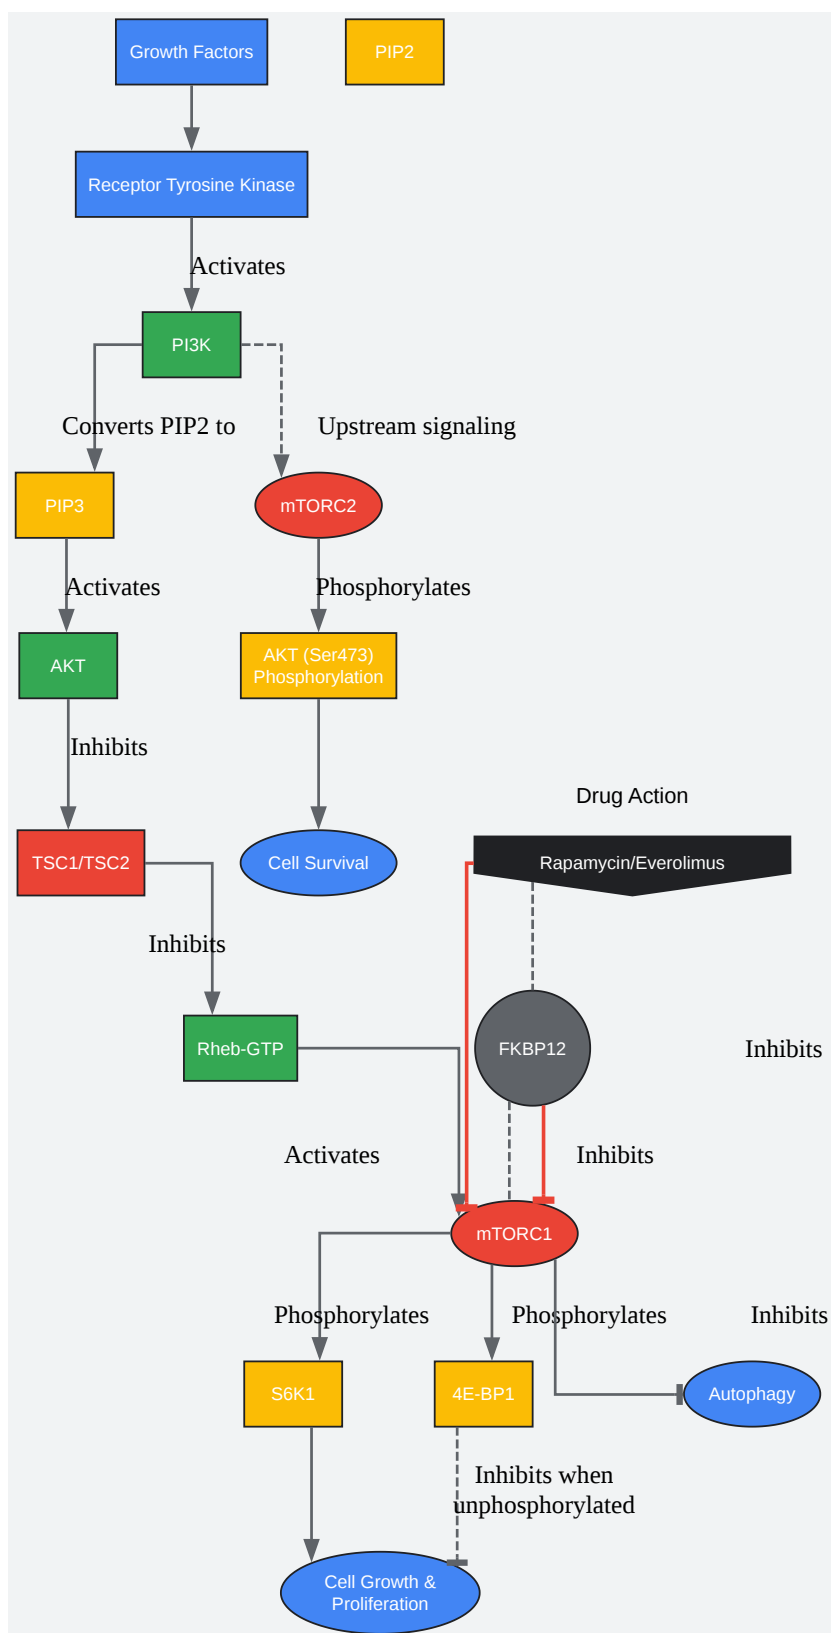 Growth Factors
PIP2
Receptor Tyrosine Kinase
Activates
PI3K
Converts PIP2 to
Upstream signaling
PIP3
mTORC2
Activates
Phosphorylates
AKT
AKT (Ser473)
Phosphorylation
Inhibits
Drug Action
TSC1/TSC2
Cell Survival
Rapamycin/Everolimus
Inhibits
Rheb-GTP
FKBP12
Inhibits
Activates
Inhibits
mTORC1
Phosphorylates
Phosphorylates
Inhibits
S6K1
4E-BP1
Autophagy
Inhibits when
unphosphorylated
Cell Growth &
Proliferation